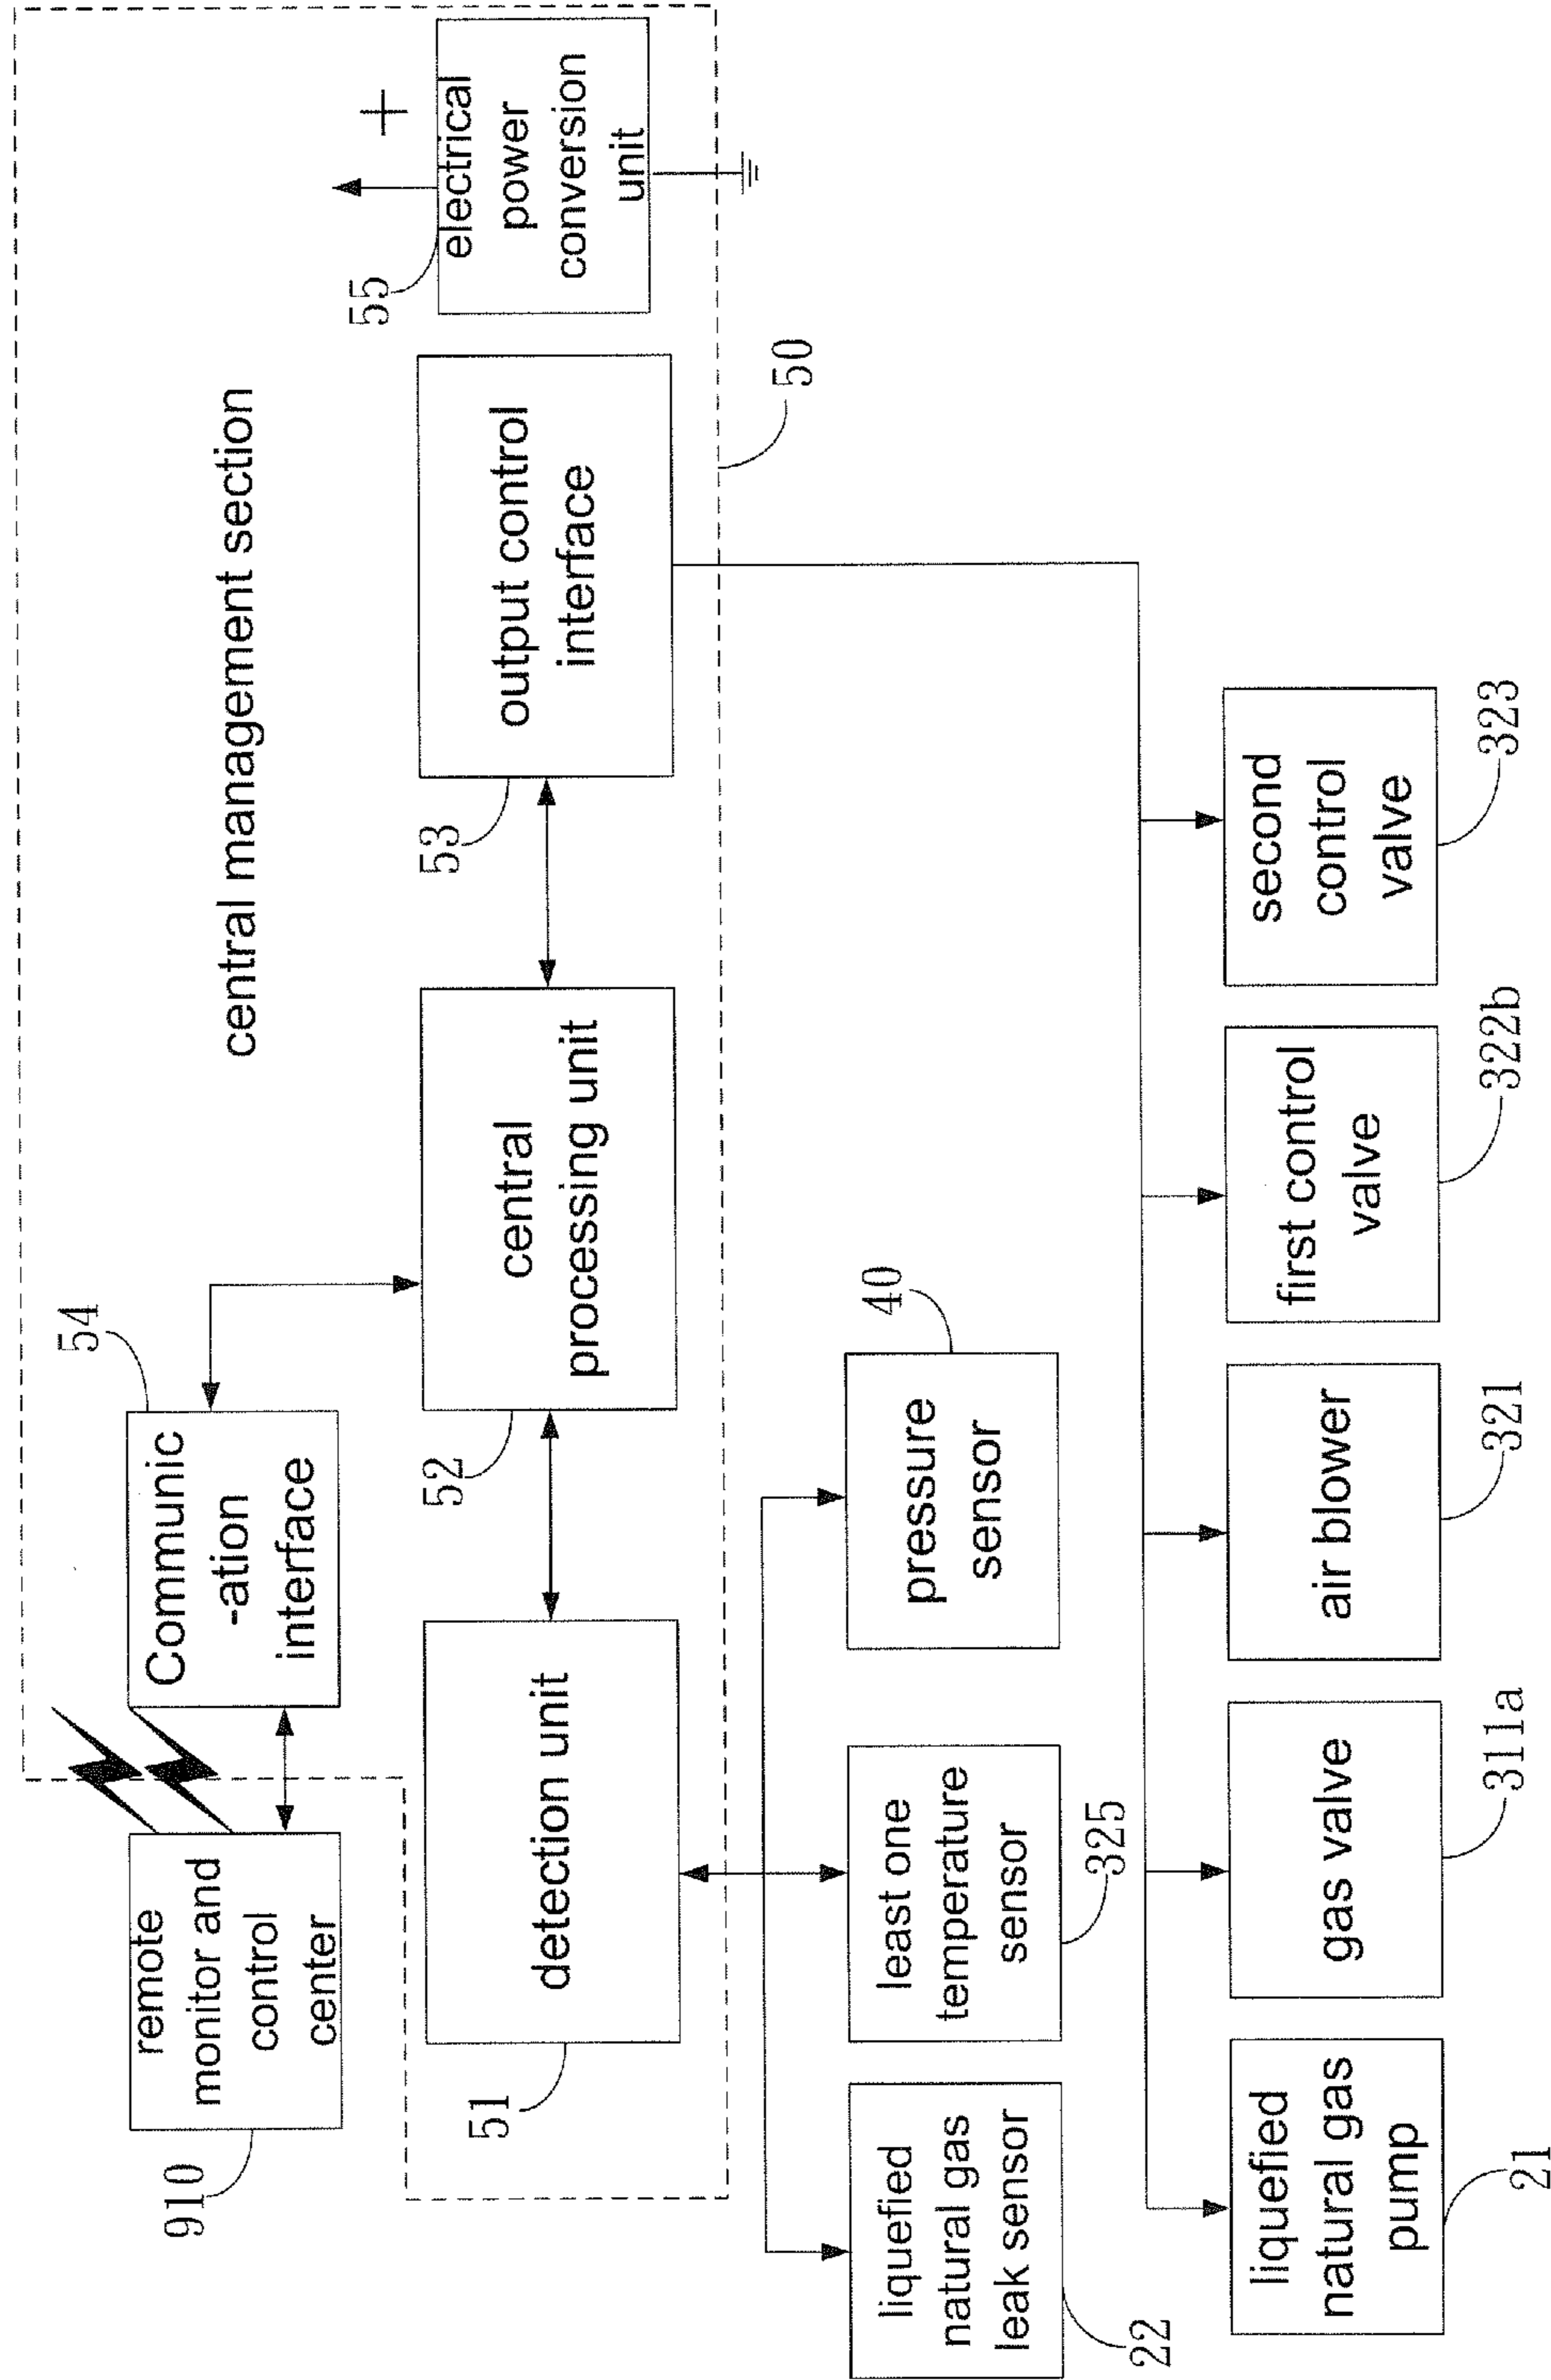 central management section
910
remote
monitor and
control
center
54
Communic
-ation
interface
55
electrical
power
conversion
unit
+
51
detection unit
52
central
processing unit
53
output control
interface
50
22
liquefied
natural gas
leak sensor
least one
temperature
sensor
325
pressure
sensor
40
liquefied
natural gas
pump
21
gas valve
311a
air blower
321
first control
valve
322b
second
control
valve
323